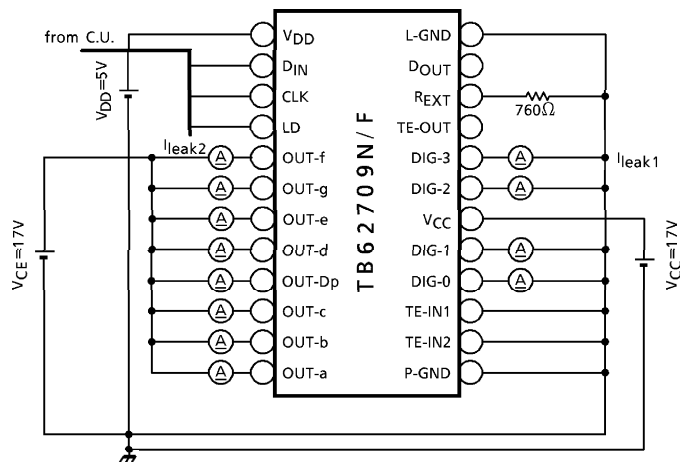 from C.U.
VDD=5V
VCE=17V
Ileak2
VDD
DIN
CLK
LD
OUT-f
OUT-g
OUT-e
OUT-d
OUT-Dp
OUT-c
OUT-b
OUT-a
A
A
A
A
A
A
A
A
TB62709N/F
L-GND
DOUT
REXT
TE-OUT
DIG-3
DIG-2
VCC
DIG-1
DIG-0
TE-IN1
TE-IN2
P-GND
760Ω
A
A
A
A
Ileak1
VCC=17V